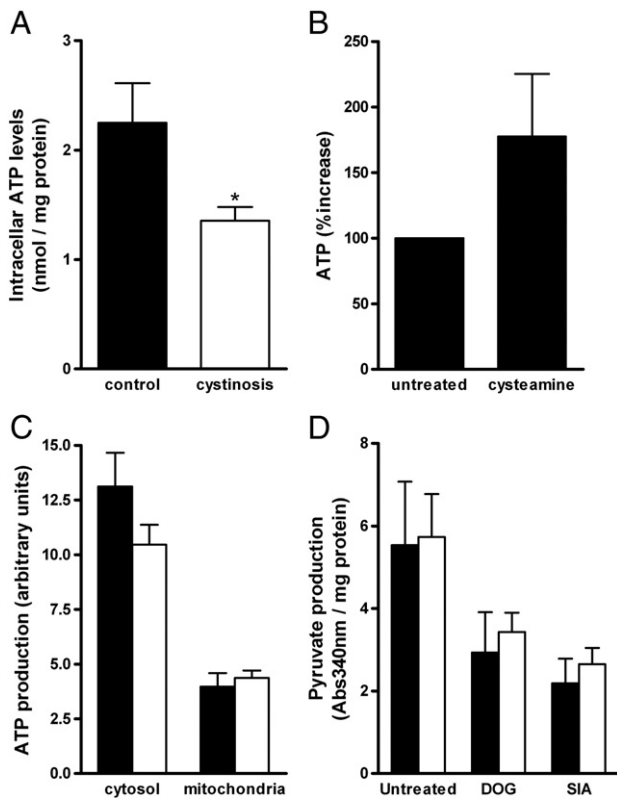 A
Intracellar ATP levels
(nmol / mg protein)
3
2
1
0
*
control cystinosis
B
ATP (%increase)
250
200
150
100
50
0
untreated cysteamine
C
ATP production (arbitrary units)
15.0
12.5
10.0
7.5
5.0
2.5
0.0
cytosol mitochondria
D
Pyruvate production
(Abs340nm / mg protein)
8
6
4
2
0
Untreated DOG SIA